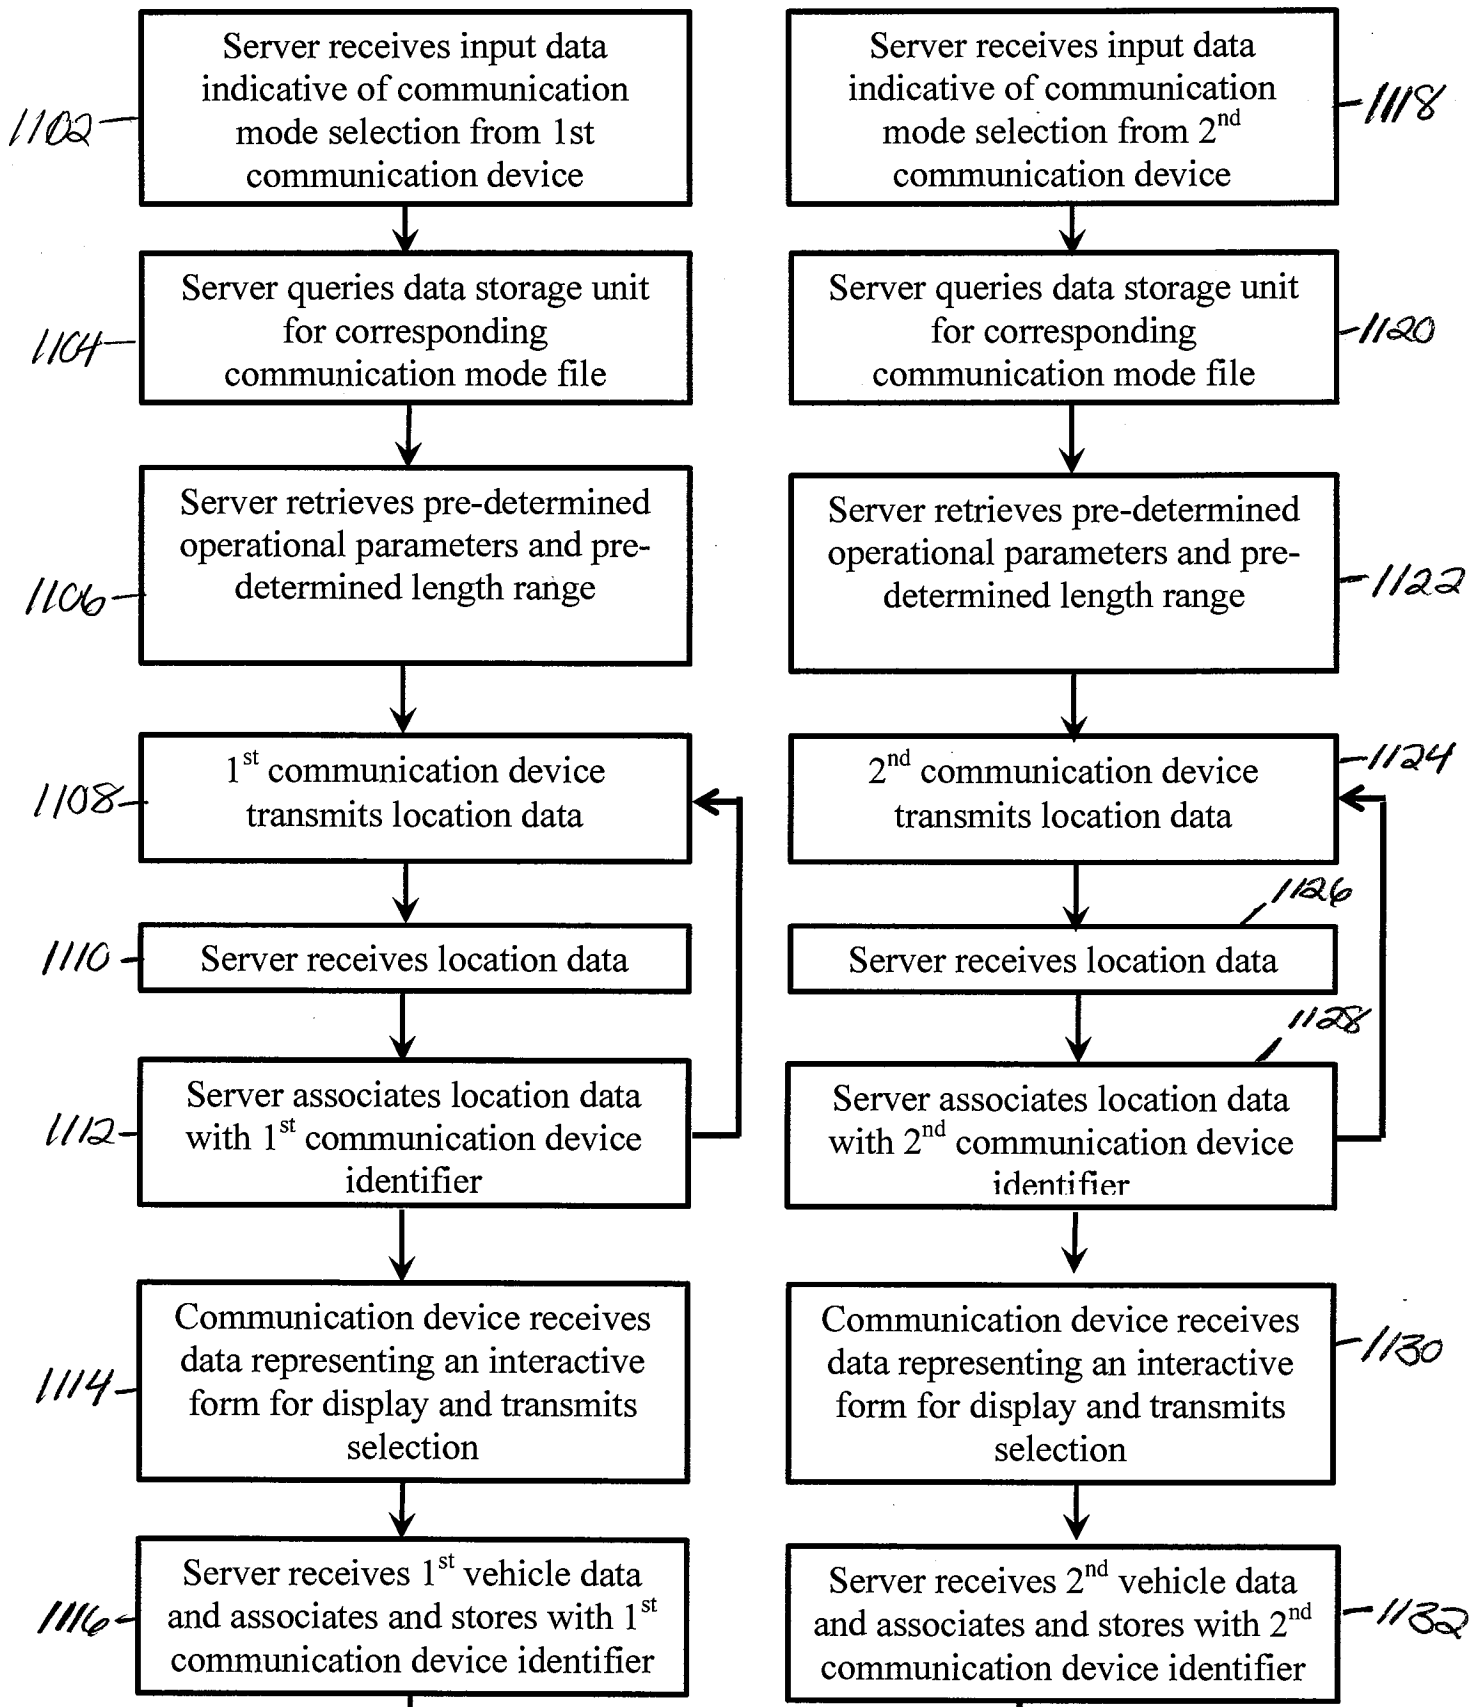 Server receives input data
indicative of communication
mode selection from 1st
communication device
1102
Server queries data storage unit
for corresponding
communication mode file
1104
Server retrieves pre-determined
operational parameters and pre-
determined length range
1106
1st communication device
transmits location data
1108
Server receives location data
1110
Server associates location data
with 1st communication device
identifier
1112
Communication device receives
data representing an interactive
form for display and transmits
selection
1114
Server receives 1st vehicle data
and associates and stores with 1st
communication device identifier
1116
Server receives input data
indicative of communication
mode selection from 2nd
communication device
1118
Server queries data storage unit
for corresponding
communication mode file
1120
Server retrieves pre-determined
operational parameters and pre-
determined length range
1122
2nd communication device
transmits location data
1124
Server receives location data
1126
Server associates location data
with 2nd communication device
identifier
1128
Communication device receives
data representing an interactive
form for display and transmits
selection
1130
Server receives 2nd vehicle data
and associates and stores with 2nd
communication device identifier
1132